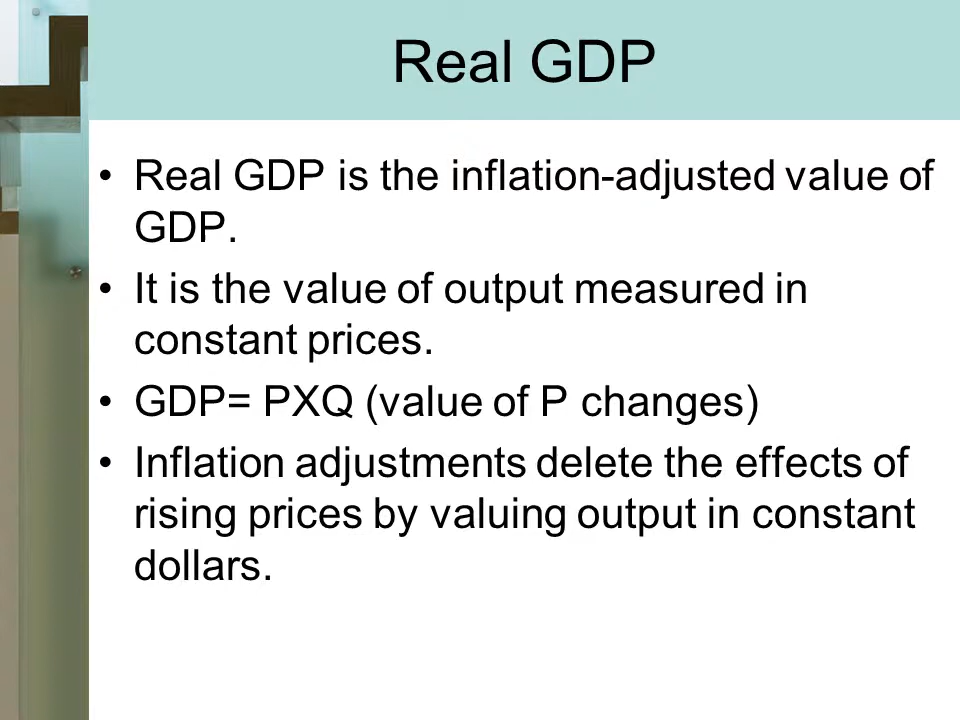 Real GDP
• Real GDP is the inflation-adjusted value of
GDP.
• It is the value of output measured in
constant prices.
• GDP= PXQ (value of P changes)
• Inflation adjustments delete the effects of
rising prices by valuing output in constant
dollars.